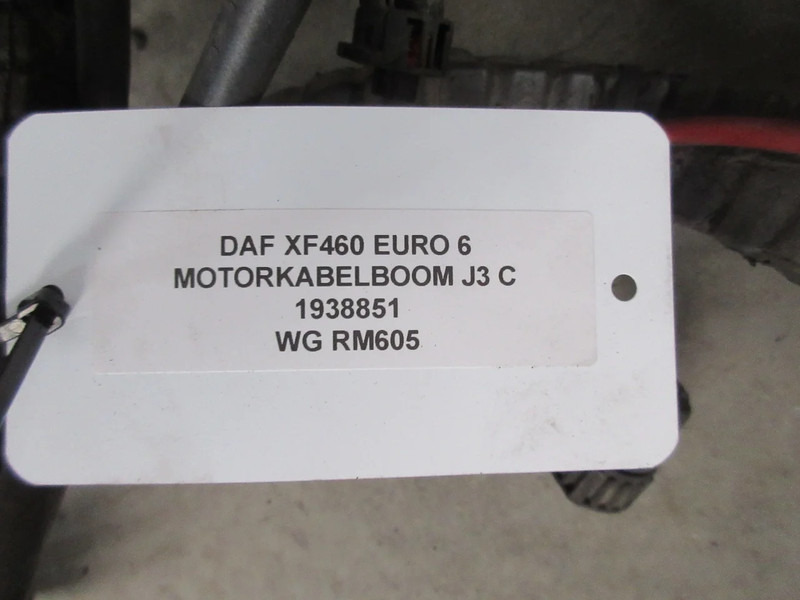 DAF XF460 EURO 6
MOTORKABELBOOM J3 C
1938851
WG RM605